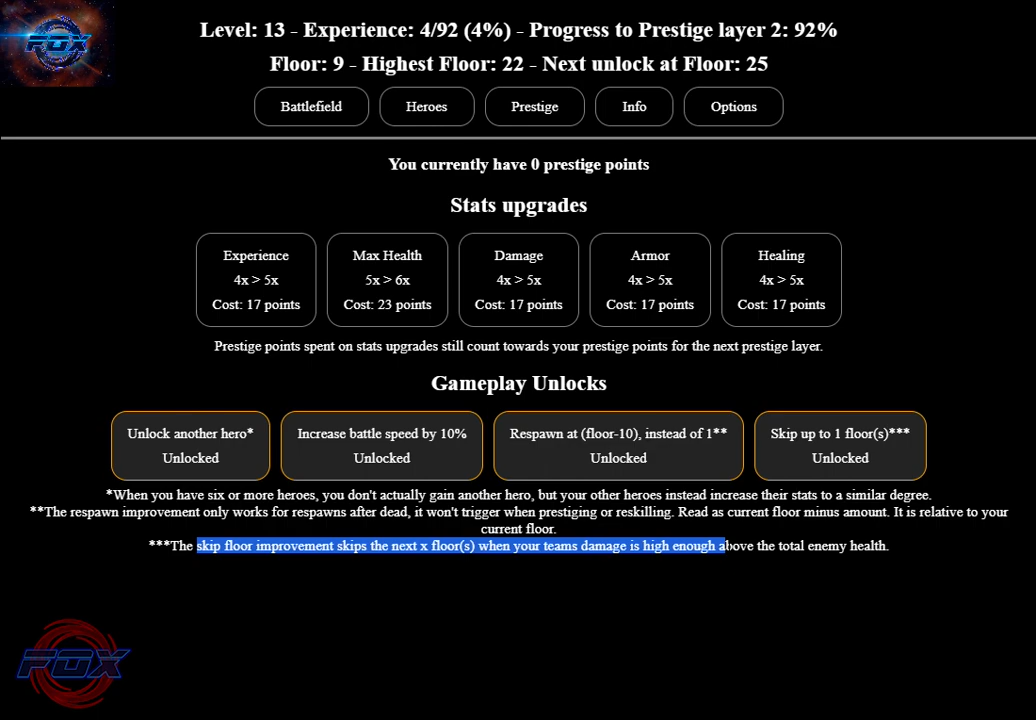 FOX
Level: 13 - Experience: 4/92 (4%) - Progress to Prestige layer 2: 92%
Floor: 9 - Highest Floor: 22 - Next unlock at Floor: 25
Battlefield Heroes Prestige Info Options
You currently have 0 prestige points
Stats upgrades
Experience
4x > 5x
Cost: 17 points
Max Health
5x > 6x
Cost: 23 points
Damage
4x > 5x
Cost: 17 points
Armor
4x > 5x
Cost: 17 points
Healing
4x > 5x
Cost: 17 points
Prestige points spent on stats upgrades still count towards your prestige points for the next prestige layer.
Gameplay Unlocks
Unlock another hero*
Unlocked
Increase battle speed by 10%
Unlocked
Respawn at (floor-10), instead of 1**
Unlocked
Skip up to 1 floor(s)***
Unlocked
*When you have six or more heroes, you don't actually gain another hero, but your other heroes instead increase their stats to a similar degree.
**The respawn improvement only works for respawns after dead, it won't trigger when prestiging or reskilling. Read as current floor minus amount. It is relative to your
current floor.
***The skip floor improvement skips the next x floor(s) when your teams damage is high enough above the total enemy health.
FOX